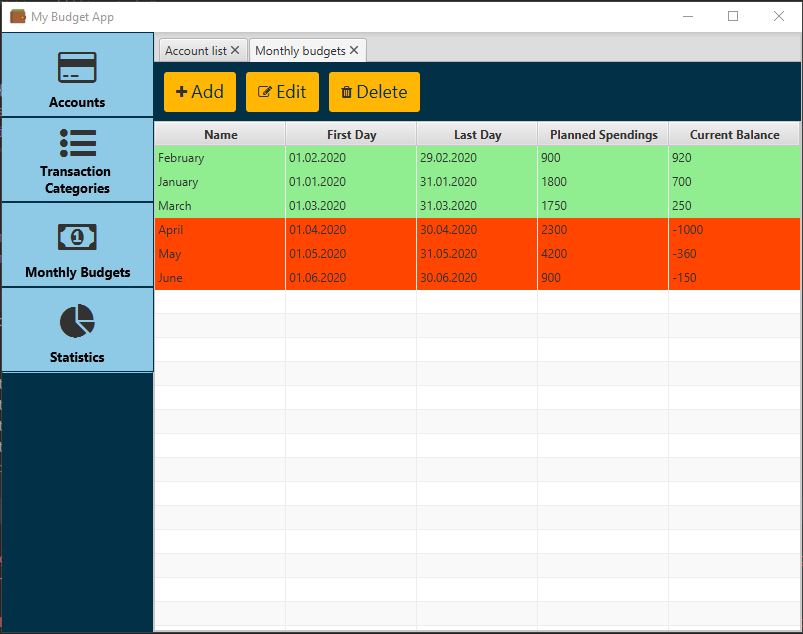 My Budget App
Account list
Monthly budgets
Accounts
Transaction
Categories
Monthly Budgets
1
Statistics
Add Edit Delete
Name First Day Last Day Planned Spendings Current Balance
February 01.02.2020 29.02.2020 900 920
January 01.01.2020 31.01.2020 1800 700
March 01.03.2020 31.03.2020 1750 250
April 01.04.2020 30.04.2020 2300 -1000
May 01.05.2020 31.05.2020 4200 -360
June 01.06.2020 30.06.2020 900 -150